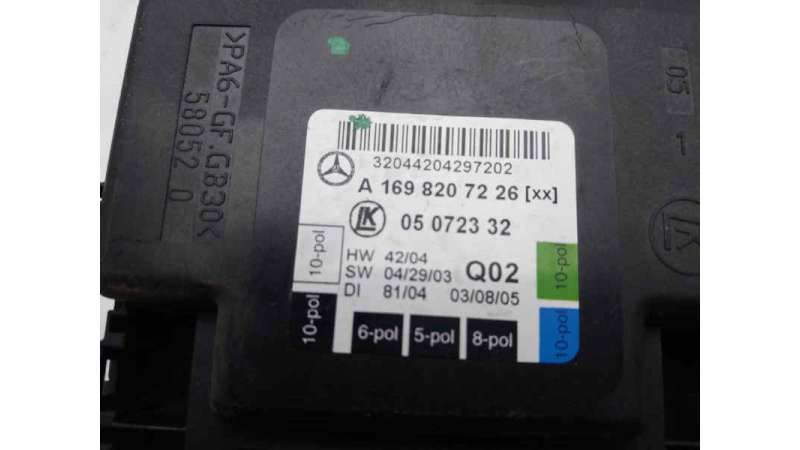 >PA6-GF.GB30<
58052 0
05
1
32044204297202
A 169 820 72 26 [xx]
LK 05 0723 32
HW 42/04
SW 04/29/03 Q02
DI 81/04 03/08/05
10-pol
10-pol
6-pol
5-pol
8-pol
10-pol
10-pol
LK